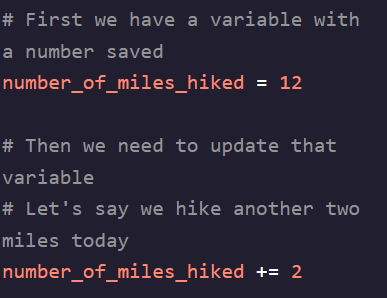 # First we have a variable with
a number saved
number_of_miles_hiked = 12
# Then we need to update that
variable
# Let's say we hike another two
miles today
number_of_miles_hiked += 2